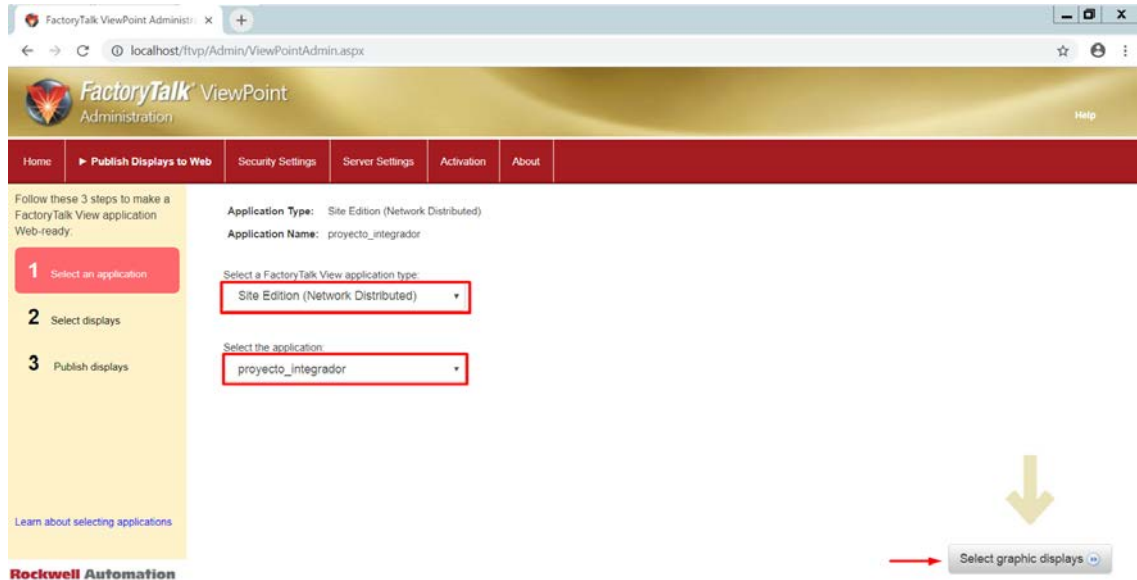 FactoryTalk ViewPoint Administr
localhost/ftvp/Admin/ViewPointAdmin.aspx
FactoryTalk ViewPoint
Administration
Help
Home
► Publish Displays to Web
Security Settings
Server Settings
Activation
About
Follow these 3 steps to make a
FactoryTalk View application
Web-ready:
1 Select an application
2 Select displays
3 Publish displays
Learn about selecting applications
Rockwell Automation
Application Type: Site Edition (Network Distributed)
Application Name: proyecto_integrador
Select a FactoryTalk View application type:
Site Edition (Network Distributed)
Select the application:
proyecto_integrador
Select graphic displays